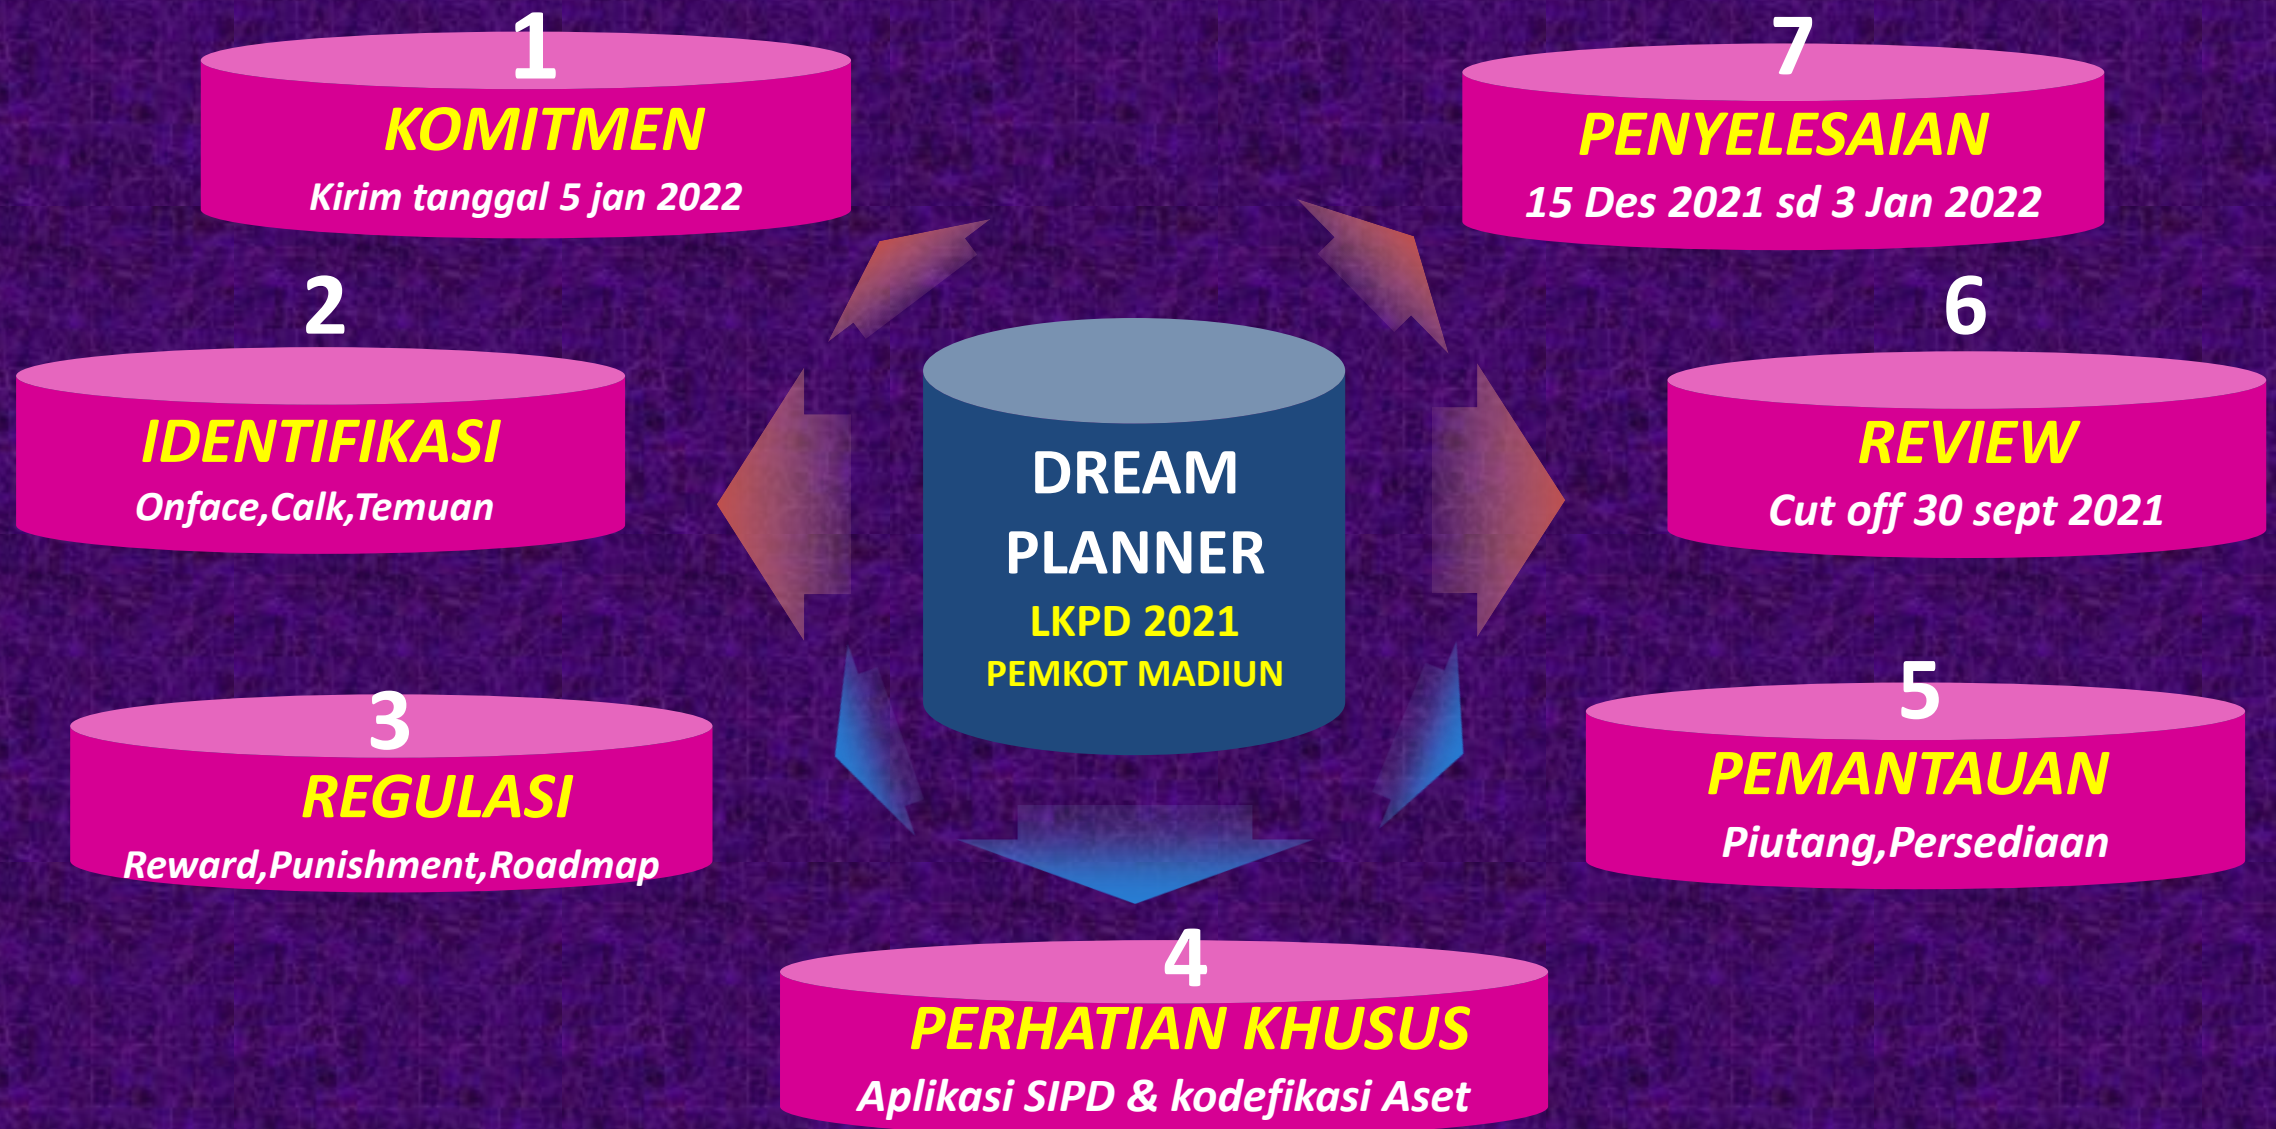 1
KOMITMEN
Kirim tanggal 5 jan 2022
2
IDENTIFIKASI
Onface,Calk,Temuan
3
REGULASI
Reward,Punishment,Roadmap
4
PERHATIAN KHUSUS
Aplikasi SIPD & kodefikasi Aset
5
PEMANTAUAN
Piutang,Persediaan
6
REVIEW
Cut off 30 sept 2021
7
PENYELESAIAN
15 Des 2021 sd 3 Jan 2022
DREAM
PLANNER
LKPD 2021
PEMKOT MADIUN